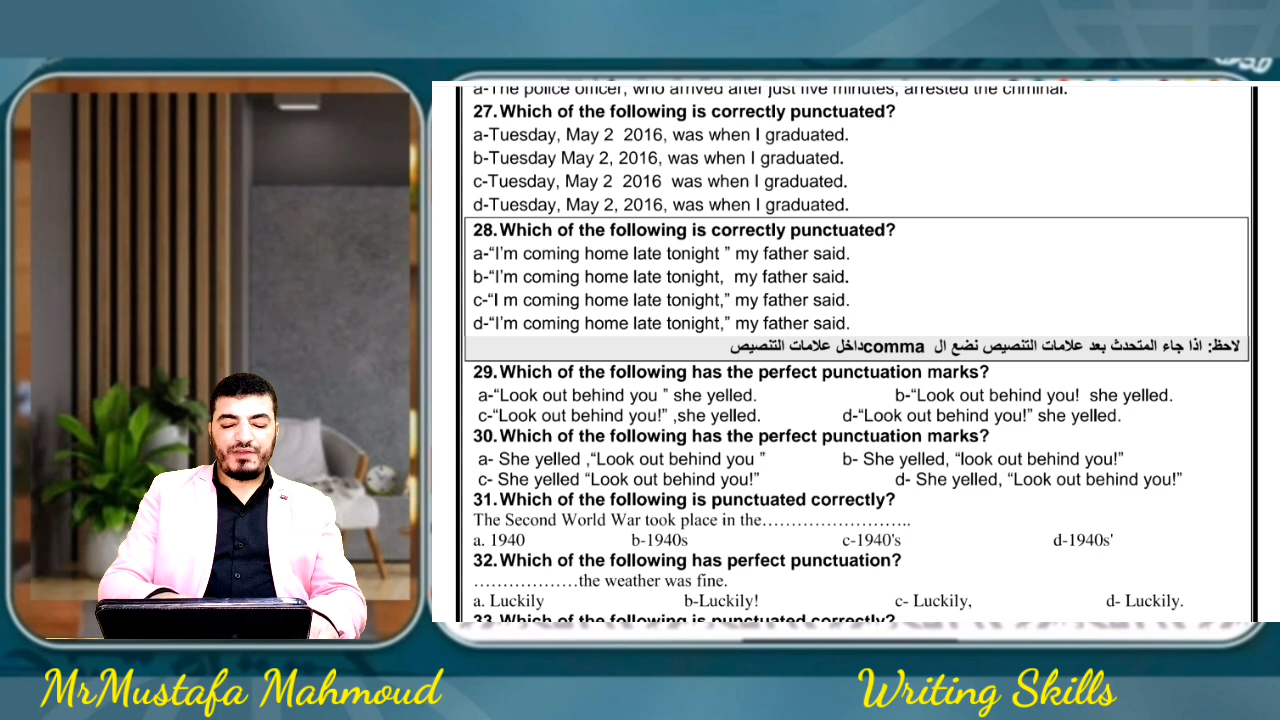 a-The police officer, who arrived after just five minutes, arrested the criminal.
27.Which of the following is correctly punctuated?
a-Tuesday, May 2  2016, was when I graduated.
b-Tuesday May 2, 2016, was when I graduated.
c-Tuesday, May 2  2016  was when I graduated.
d-Tuesday, May 2, 2016, was when I graduated.
28.Which of the following is correctly punctuated?
a-“I’m coming home late tonight ” my father said.
b-“I’m coming home late tonight,  my father said.
c-“I m coming home late tonight,” my father said.
d-“I’m coming home late tonight,” my father said.
لاحظ: اذا جاء المتحدث بعد علامات التنصيص نضع ال comma داخل علامات التنصيص
29.Which of the following has the perfect punctuation marks?
a-“Look out behind you ” she yelled. b-“Look out behind you!  she yelled.
c-“Look out behind you!” ,she yelled. d-“Look out behind you!” she yelled.
30.Which of the following has the perfect punctuation marks?
a- She yelled ,“Look out behind you ” b- She yelled, “look out behind you!”
c- She yelled “Look out behind you!” d- She yelled, “Look out behind you!”
31.Which of the following is punctuated correctly?
The Second World War took place in the……………………..
a. 1940 b-1940s c-1940's d-1940s'
32.Which of the following has perfect punctuation?
………………the weather was fine.
a. Luckily b-Luckily! c- Luckily, d- Luckily.
33.Which of the following is punctuated correctly?
MrMustafa Mahmoud Writing Skills